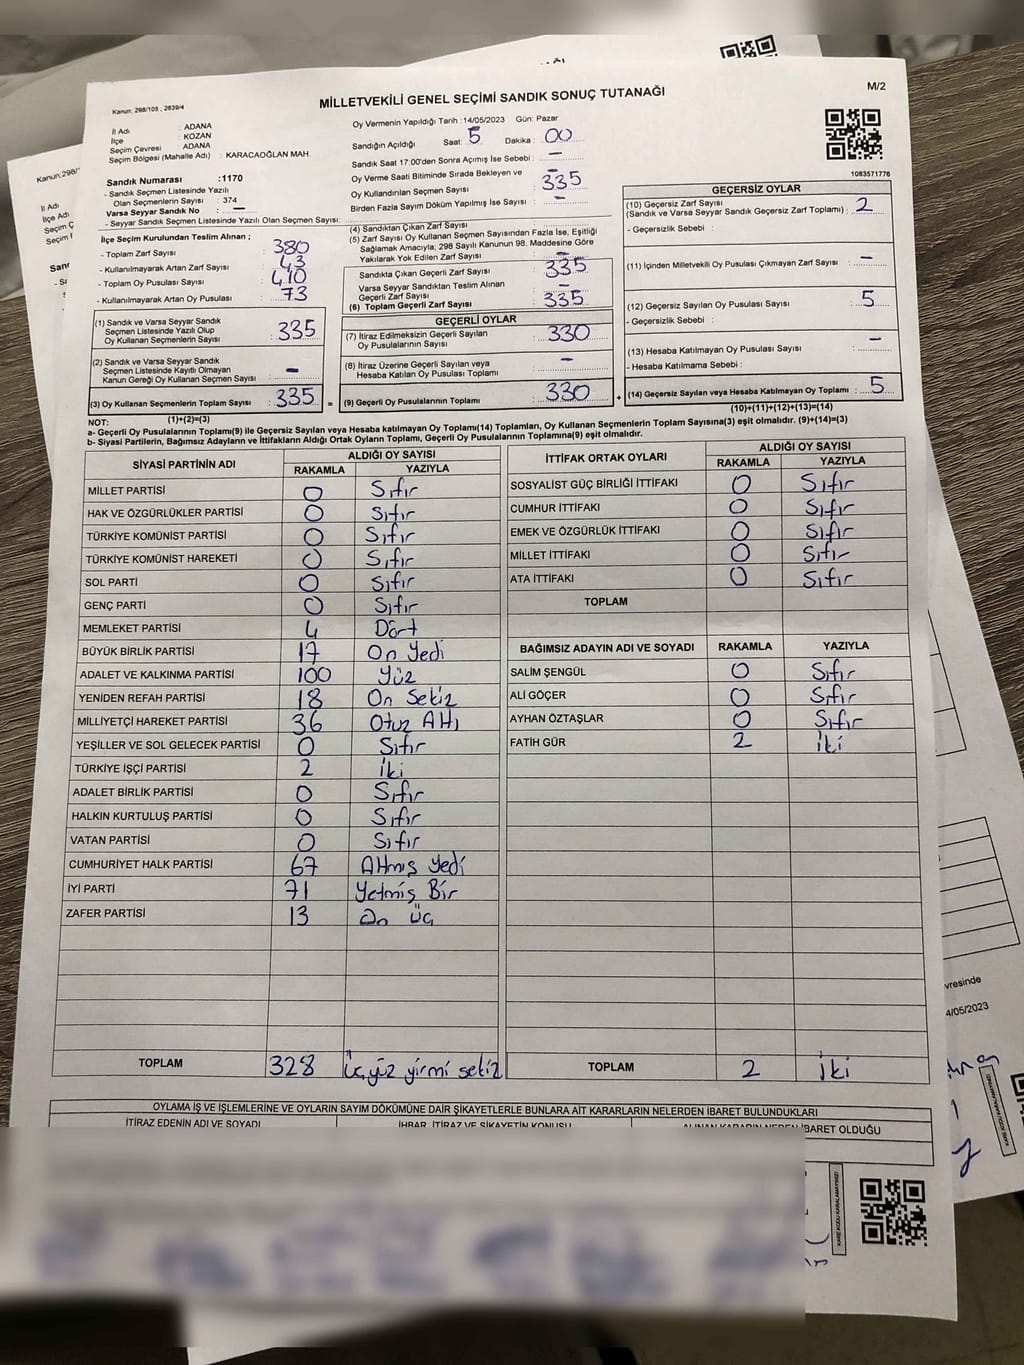 Kanun: 298/105 , 2839/4
MİLLETVEKİLİ GENEL SEÇİMİ SANDIK SONUÇ TUTANAĞI
M/2
İl Adı : ADANA
İlçe : KOZAN
Seçim Çevresi : ADANA
Seçim Bölgesi (Mahalle Adı) : KARACAOĞLAN MAH.
Oy Vermenin Yapıldığı Tarih :14/05/2023 Gün: Pazar
Sandığın Açıldığı Saat: 5 Dakika : 00
Sandık Saat 17:00'den Sonra Açımış İse Sebebi : -
Oy Verme Saati Bitiminde Sırada Bekleyen ve
Oy Kullandırılan Seçmen Sayısı : 335
Birden Fazla Sayım Döküm Yapılmış İse Sayısı : -
1083571776
Sandık Numarası :1170
- Sandık Seçmen Listesinde Yazılı
Olan Seçmenlerin Sayısı : 374
Varsa Seyyar Sandık No : -
- Seyyar Sandık Seçmen Listesinde Yazılı Olan Seçmen Sayısı:
İlçe Seçim Kurulundan Teslim Alınan ;
- Toplam Zarf Sayısı : 380
- Kullanılmayarak Artan Zarf Sayısı : 43
- Toplam Oy Pusulası Sayısı : 410
- Kullanılmayarak Artan Oy Pusulası : 73
(4) Sandıktan Çıkan Zarf Sayısı :
(5) Zarf Sayısı Oy Kullanan Seçmen Sayısından Fazla İse, Eşitliği
Sağlamak Amacıyla, 298 Sayılı Kanunun 98. Maddesine Göre
Yakılarak Yok Edilen Zarf Sayısı : -
Sandıkta Çıkan Geçerli Zarf Sayısı : 335
Varsa Seyyar Sandıktan Teslim Alınan
Geçerli Zarf Sayısı : -
(6) Toplam Geçerli Zarf Sayısı : 335
GEÇERSİZ OYLAR
(10) Geçersiz Zarf Sayısı
(Sandık ve Varsa Seyyar Sandık Geçersiz Zarf Toplamı) : 2
- Geçersiz Sebebi :
(11) İçinden Milletvekili Oy Pusulası Çıkmayan Zarf Sayısı : -
(12) Geçersiz Sayılan Oy Pusulası Sayısı : 5
- Geçersizlik Sebebi :
(13) Hesaba Katılmayan Oy Pusulası Sayısı : -
- Hesaba Katılmama Sebebi :
(14) Geçersiz Sayılan veya Hesaba Katılmayan Oy Toplamı : 5
(10)+(11)+(12)+(13)=(14)
(1) Sandık ve Varsa Seyyar Sandık
Seçmen Listesinde Yazılı Olup
Oy Kullanan Seçmenlerin Sayısı : 335
(2) Sandık ve Varsa Seyyar Sandık
Seçmen Listesinde Kayıtlı Olmayan
Kanun Gereği Oy Kullanan Seçmen Sayısı : -
(3) Oy Kullanan Seçmenlerin Toplam Sayısı : 335 =
(1)+(2)=(3)
GEÇERLİ OYLAR
(7) İtiraz Edilmeksizin Geçerli Sayılan
Oy Pusulalarının Sayısı : 330
(8) İtiraz Üzerine Geçerli Sayılan veya
Hesaba Katılan Oy Pusulası Toplamı : -
(9) Geçerli Oy Pusulalarının Toplamı : 330 +
NOT:
a- Geçerli Oy Pusulalarının Toplamı(9) ile Geçersiz Sayılan veya Hesaba katılmayan Oy Toplamı(14) Toplamları, Oy Kullanan Seçmenlerin Toplam Sayısına(3) eşit olmalıdır. (9)+(14)=(3)
b- Siyasi Partilerin, Bağımsız Adayların ve İttifakların Aldığı Ortak Oyların Toplamı, Geçerli Oy Pusulalarının Toplamına(9) eşit olmalıdır.
SİYASİ PARTİNİN ADI ALDIĞI OY SAYISI
RAKAMLA YAZIYLA
MİLLET PARTİSİ 0 Sıfır
HAK VE ÖZGÜRLÜKLER PARTİSİ 0 Sıfır
TÜRKİYE KOMÜNİST PARTİSİ 0 Sıfır
TÜRKİYE KOMÜNİST HAREKETİ 0 Sıfır
SOL PARTİ 0 Sıfır
GENÇ PARTİ 0 Sıfır
MEMLEKET PARTİSİ 4 Dört
BÜYÜK BİRLİK PARTİSİ 17 On Yedi
ADALET VE KALKINMA PARTİSİ 100 Yüz
YENİDEN REFAH PARTİSİ 18 On Sekiz
MİLLİYETÇİ HAREKET PARTİSİ 36 Otuz Altı
YEŞİLLER VE SOL GELECEK PARTİSİ 0 Sıfır
TÜRKİYE İŞÇİ PARTİSİ 2 İki
ADALET BİRLİK PARTİSİ 0 Sıfır
HALKIN KURTULUŞ PARTİSİ 0 Sıfır
VATAN PARTİSİ 0 Sıfır
CUMHURİYET HALK PARTİSİ 67 Altmış Yedi
İYİ PARTİ 71 Yetmiş Bir
ZAFER PARTİSİ 13 On Üç
TOPLAM 328 Üçyüz yirmi sekiz
İTTİFAK ORTAK OYLARI ALDIĞI OY SAYISI
RAKAMLA YAZIYLA
SOSYALİST GÜÇ BİRLİĞİ İTTİFAKI 0 Sıfır
CUMHUR İTTİFAKI 0 Sıfır
EMEK VE ÖZGÜRLÜK İTTİFAKI 0 Sıfır
MİLLET İTTİFAKI 0 Sıfır
ATA İTTİFAKI 0 Sıfır
TOPLAM
BAĞIMSIZ ADAYIN ADI VE SOYADI RAKAMLA YAZIYLA
SALİM ŞENGÜL 0 Sıfır
ALİ GÖÇER 0 Sıfır
AYHAN ÖZTAŞLAR 0 Sıfır
FATİH GÜR 2 İki
TOPLAM 2 İki
OYLAMA İŞ VE İŞLEMLERİNE VE OYLARIN SAYIM DÖKÜMÜNE DAİR ŞİKAYETLERLE BUNLARA AİT KARARLARIN NELERDEN İBARET BULUNDUKLARI
İTİRAZ EDENİN ADI VE SOYADI İHBAR, İTİRAZ VE ŞİKAYETİN KONUSU ALINAN KARARIN NEDEN İBARET OLDUĞU
KARE KODU KARALAMAYINIZ!
Kanun: 298/
İl Adı
İlçe Adı
Seçim Ç
Seçim
vresinde
4/05/2023
KARE KODU KARALAMAYINIZ!